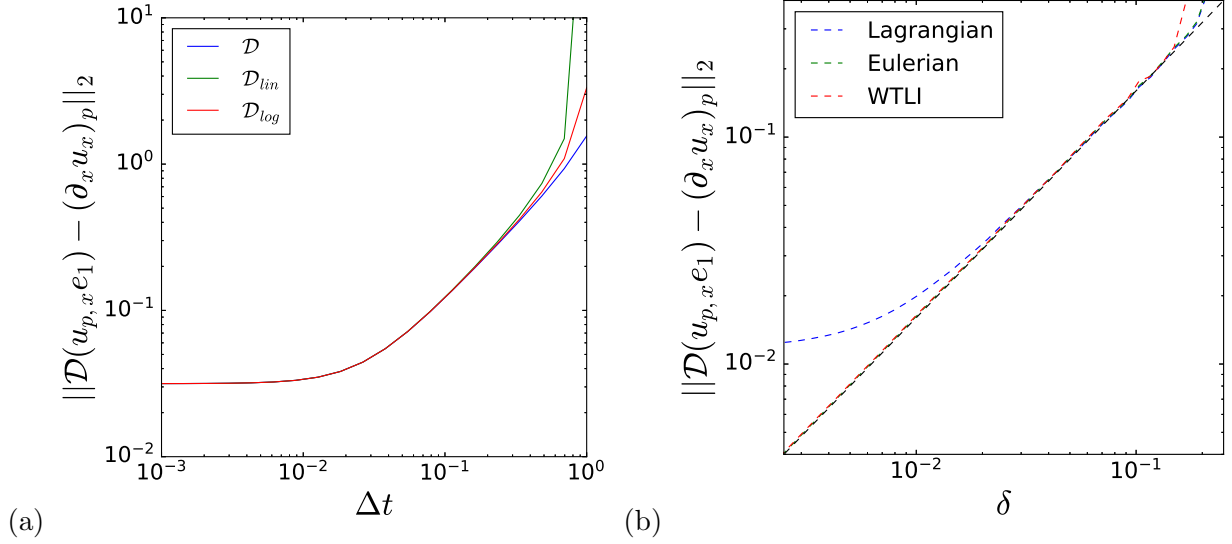 ||𝒟(u_{p,x}e_1) − (∂_x u_x)_p||_2
10^1
10^0
10^{-1}
10^{-2}
𝒟
𝒟_{lin}
𝒟_{log}
10^{-3} 10^{-2} 10^{-1} 10^0
Δt
(a)
||𝒟(u_{p,x}e_1) − (∂_x u_x)_p||_2
10^{-1}
10^{-2}
Lagrangian
Eulerian
WTLI
10^{-2} 10^{-1}
δ
(b)